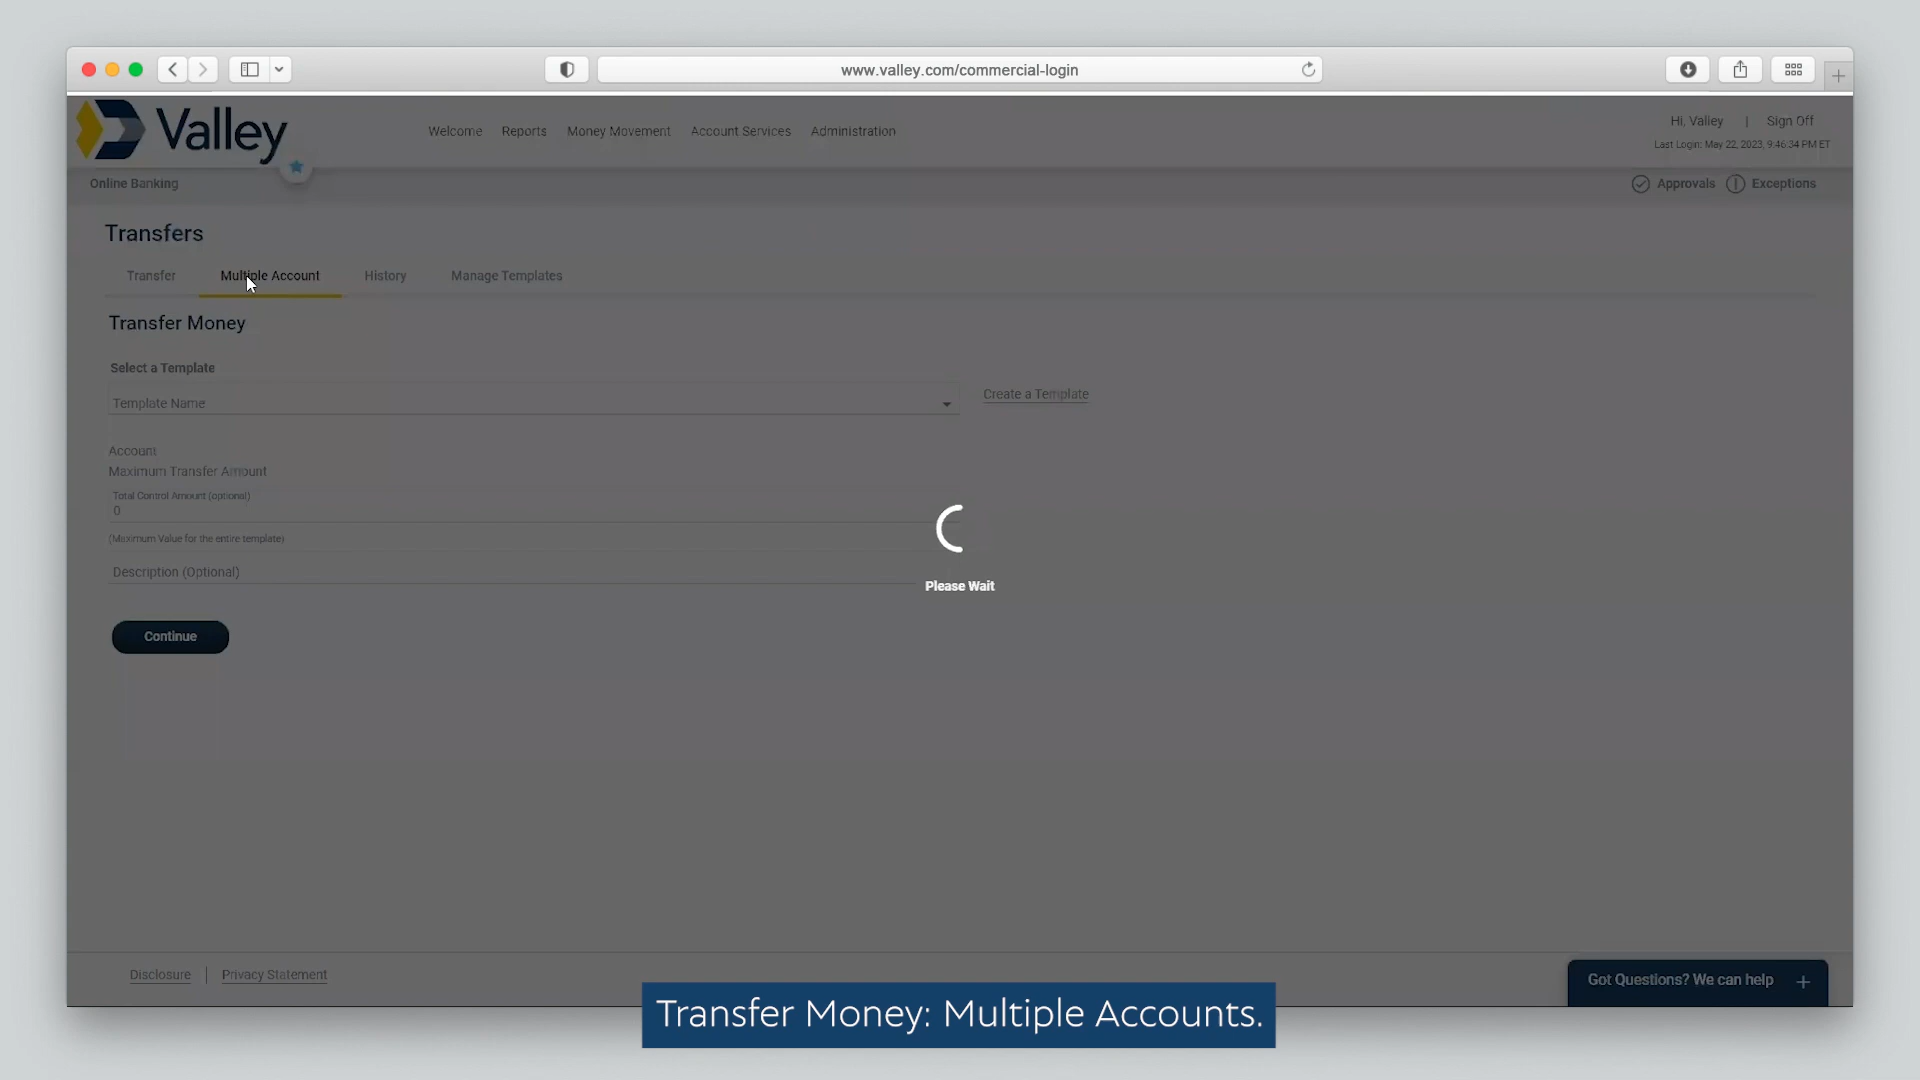 www.valley.com/commercial-login
Valley
Welcome Reports Money Movement Account Services Administration
Hi, Valley | Sign Off
Last Login: May 22, 2023, 9:46:34 PM ET
Online Banking
Approvals Exceptions
Transfers
Transfer Multiple Account History Manage Templates
Transfer Money
Select a Template
Template Name
Create a Template
Account
Maximum Transfer Amount
Total Control Amount (optional)
0
(Maximum Value for the entire template)
Description (Optional)
Please Wait
Continue
Disclosure | Privacy Statement
Got Questions? We can help +
Transfer Money: Multiple Accounts.